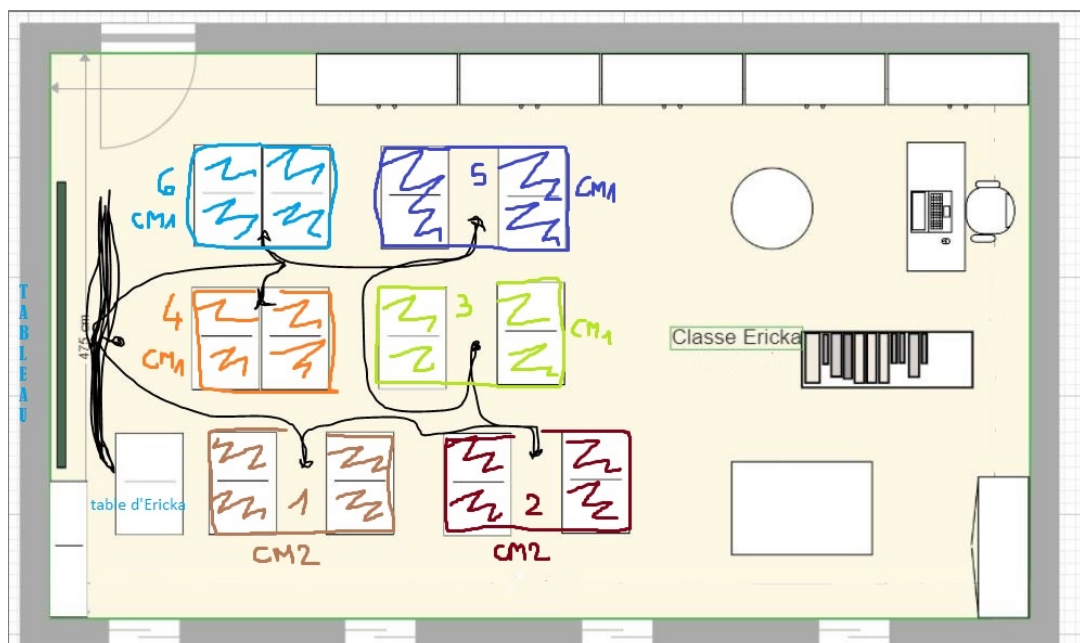 6
CM1
5
CM1
TABLEAU
475 cm
4
CM1
3
CM1
Classe Ericka
table d'Ericka
1
CM2
2
CM2